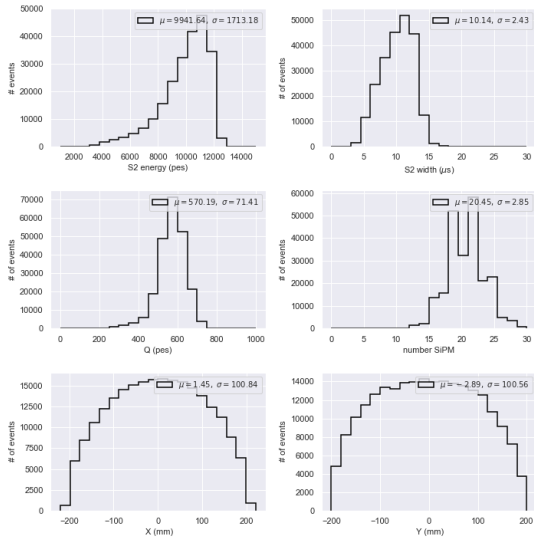 50000
40000
30000
20000
10000
0
# of events
μ=9941.64, σ=1713.18
2000 4000 6000 8000 10000 12000 14000
S2 energy (pes)
50000
40000
30000
20000
10000
0
# of events
μ=10.14, σ=2.43
0 5 10 15 20 25 30
S2 width (μs)
70000
60000
50000
40000
30000
20000
10000
0
# of events
μ=570.19, σ=71.41
0 200 400 600 800 1000
Q (pes)
60000
50000
40000
30000
20000
10000
0
# of events
μ=20.45, σ=2.85
0 5 10 15 20 25 30
number SiPM
15000
12500
10000
7500
5000
2500
0
# of events
μ=1.45, σ=100.84
−200 −100 0 100 200
X (mm)
14000
12000
10000
8000
6000
4000
2000
0
# of events
μ=−2.89, σ=100.56
−200 −100 0 100 200
Y (mm)